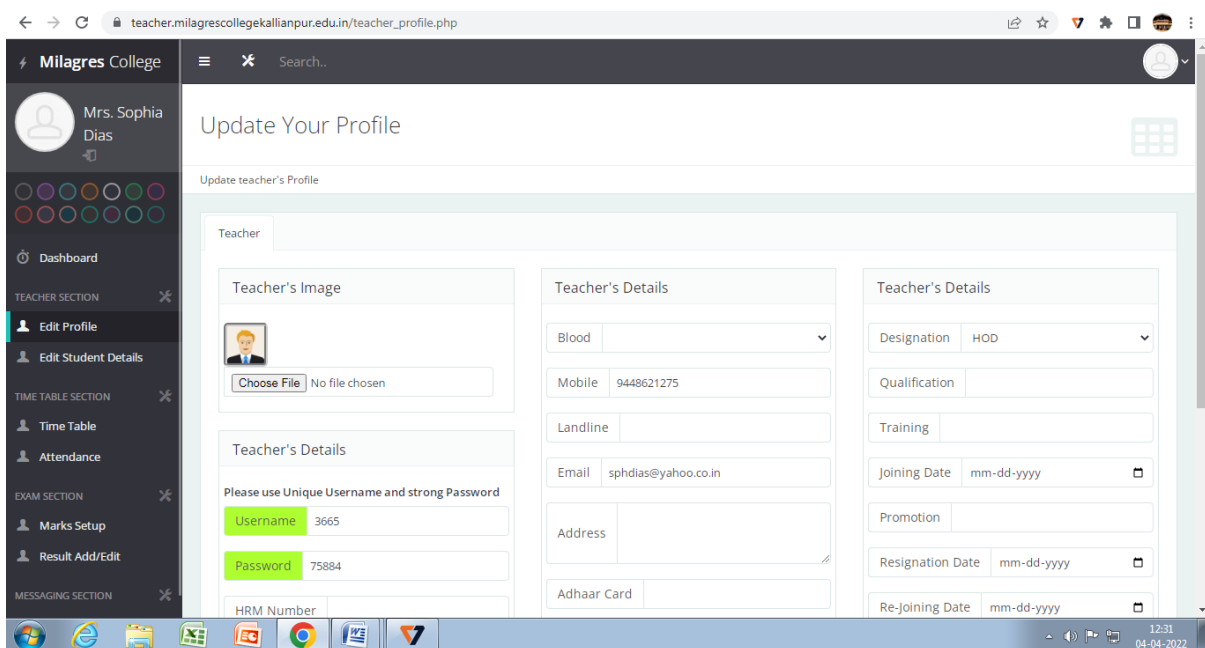 teacher.milagrescollegekallianpur.edu.in/teacher_profile.php
Milagres College
Search..
Mrs. Sophia
Dias
Update Your Profile
Update teacher's Profile
Dashboard
TEACHER SECTION
Edit Profile
Edit Student Details
TIME TABLE SECTION
Time Table
Attendance
EXAM SECTION
Marks Setup
Result Add/Edit
MESSAGING SECTION
Teacher
Teacher's Image
Choose File No file chosen
Teacher's Details
Please use Unique Username and strong Password
Username 3665
Password 75884
HRM Number
Teacher's Details
Blood
Mobile 9448621275
Landline
Email sphdias@yahoo.co.in
Address
Adhaar Card
Teacher's Details
Designation HOD
Qualification
Training
Joining Date mm-dd-yyyy
Promotion
Resignation Date mm-dd-yyyy
Re-Joining Date mm-dd-yyyy
12:31
04-04-2022